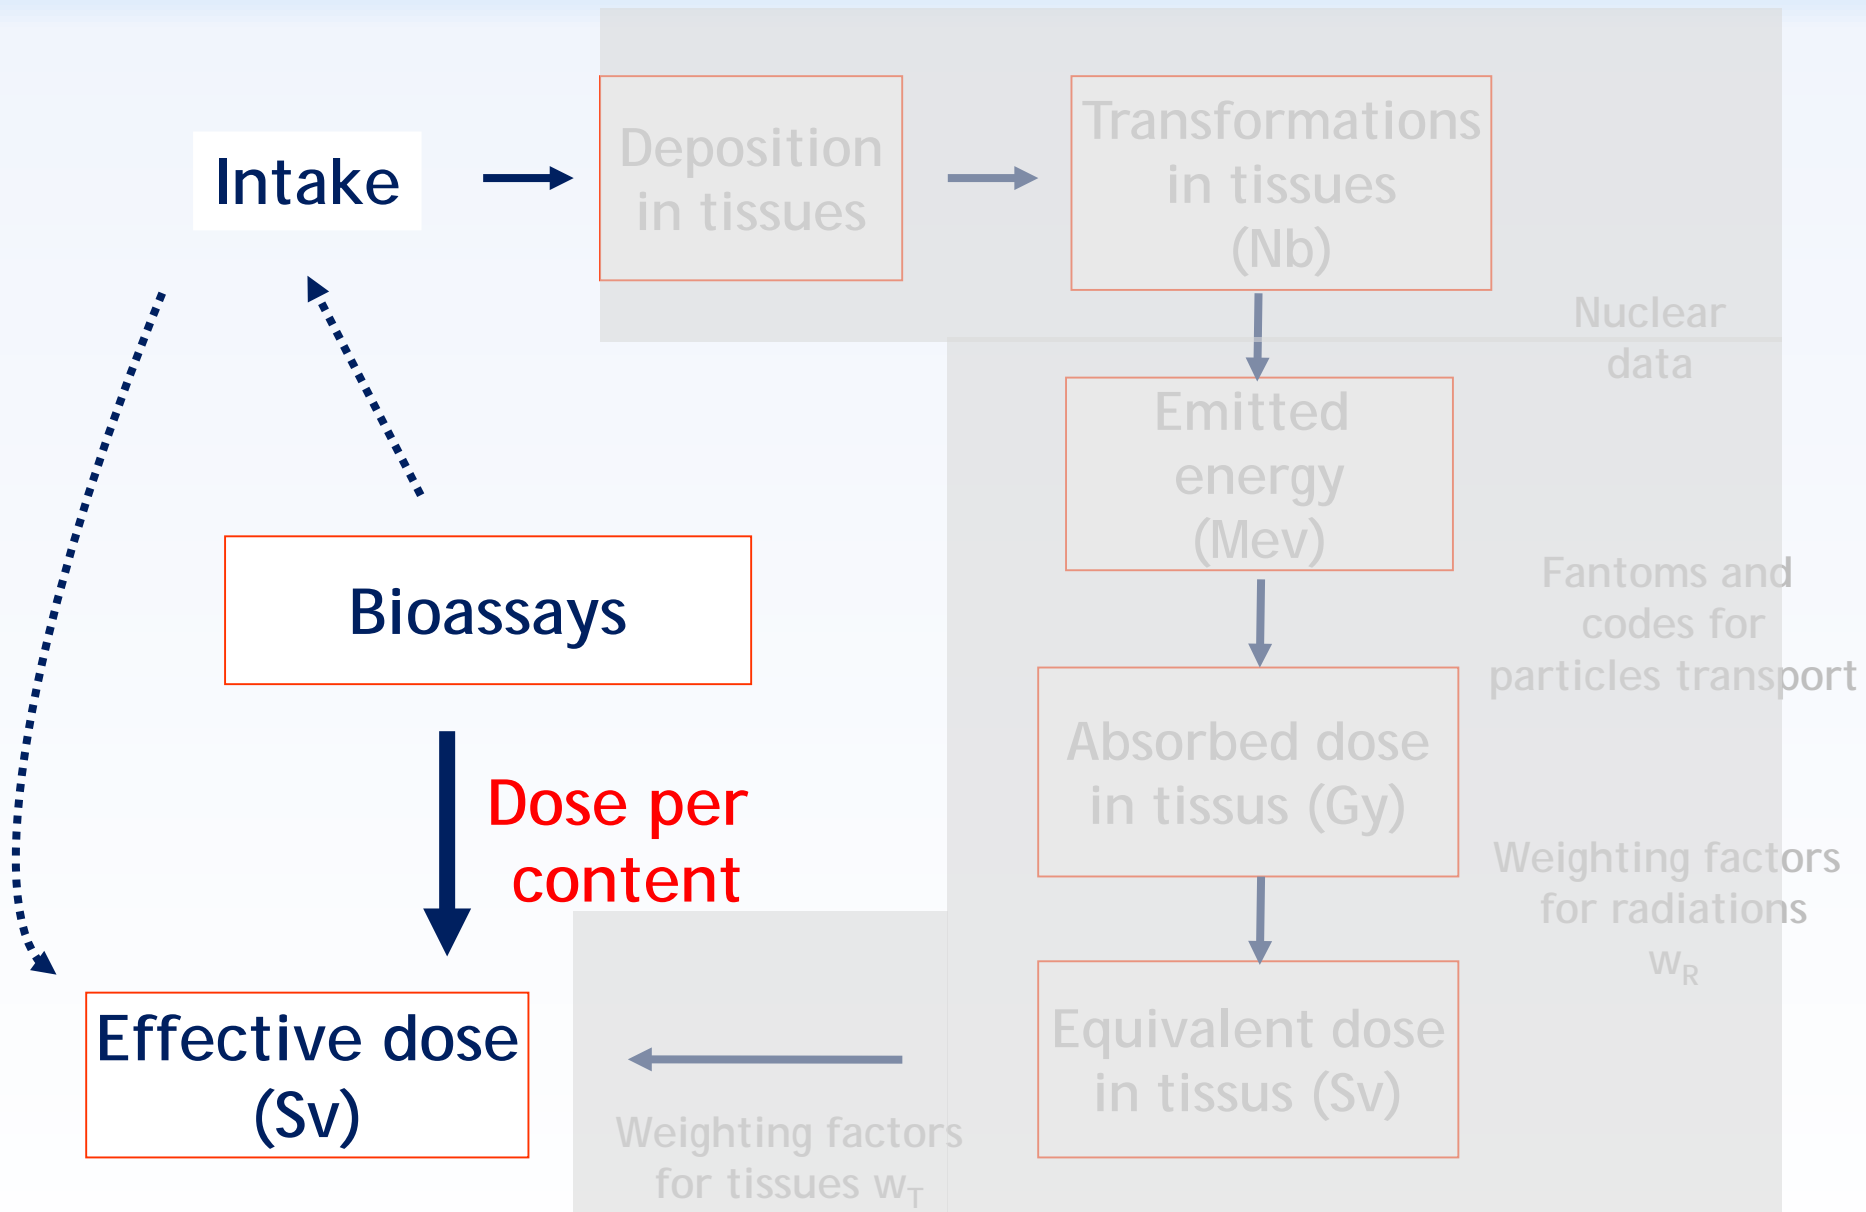 Intake
Deposition
in tissues
Transformations
in tissues
(Nb)
Nuclear
data
Emitted
energy
(Mev)
Bioassays
Fantoms and
codes for
particles transport
Absorbed dose
in tissus (Gy)
Dose per
content
Weighting factors
for radiations
wR
Effective dose
(Sv)
Equivalent dose
in tissus (Sv)
Weighting factors
for tissues wT